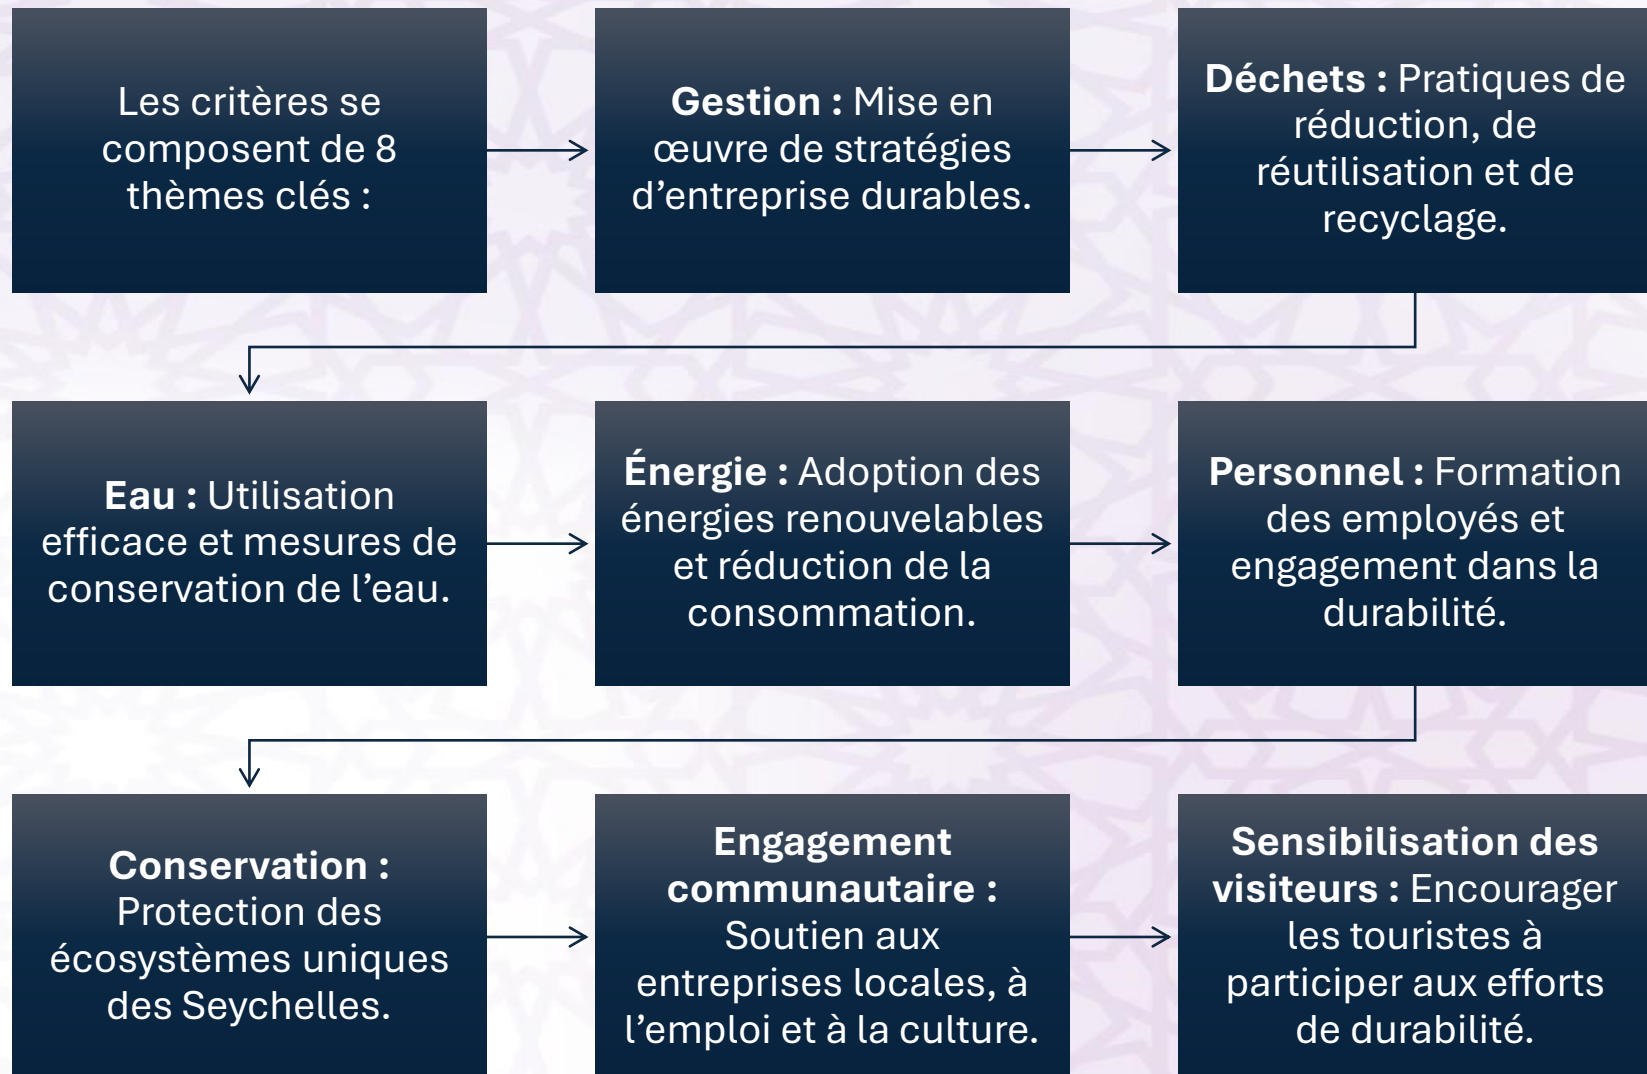 Les critères se
composent de 8
thèmes clés :
Gestion : Mise en
œuvre de stratégies
d’entreprise durables.
Déchets : Pratiques de
réduction, de
réutilisation et de
recyclage.
Eau : Utilisation
efficace et mesures de
conservation de l’eau.
Énergie : Adoption des
énergies renouvelables
et réduction de la
consommation.
Personnel : Formation
des employés et
engagement dans la
durabilité.
Conservation :
Protection des
écosystèmes uniques
des Seychelles.
Engagement
communautaire :
Soutien aux
entreprises locales, à
l’emploi et à la culture.
Sensibilisation des
visiteurs : Encourager
les touristes à
participer aux efforts
de durabilité.